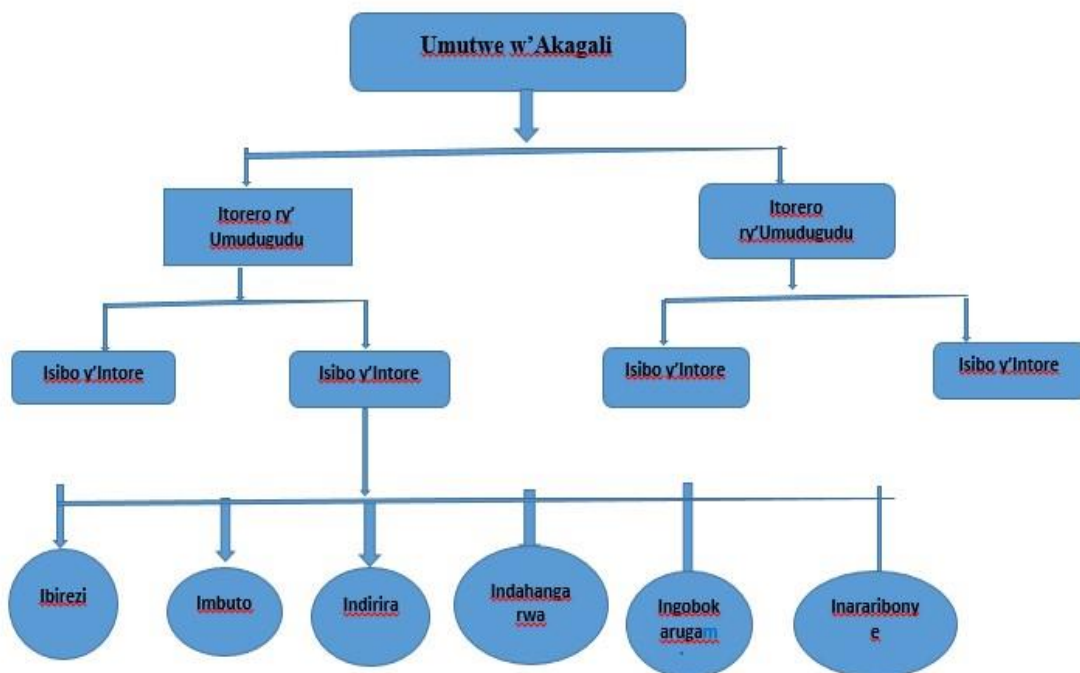 Umutwe w'Akagali
Itorero ry'
Umudugudu
Itorero
ry'Umudugudu
Isibo y'Intore
Isibo y'Intore
Isibo y'Intore
Isibo y'Intore
Ibirezi
Imbuto
Indirira
Indahanga
rwa
Ingobok
arugam
Inararibony
e